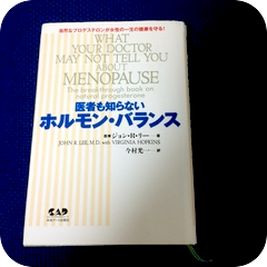 自然なプロゲステロンが女性の一生の健康を守る!
WHAT
YOUR DOCTOR
MAY NOT TELL YOU
ABOUT
MENOPAUSE
The breakthrough book on
natural progesterone
医者も知らない
ホルモン・バランス
ジョン・R・リー
JOHN R. LEE, M.D. with VIRGINIA HOPKINS
今村光一